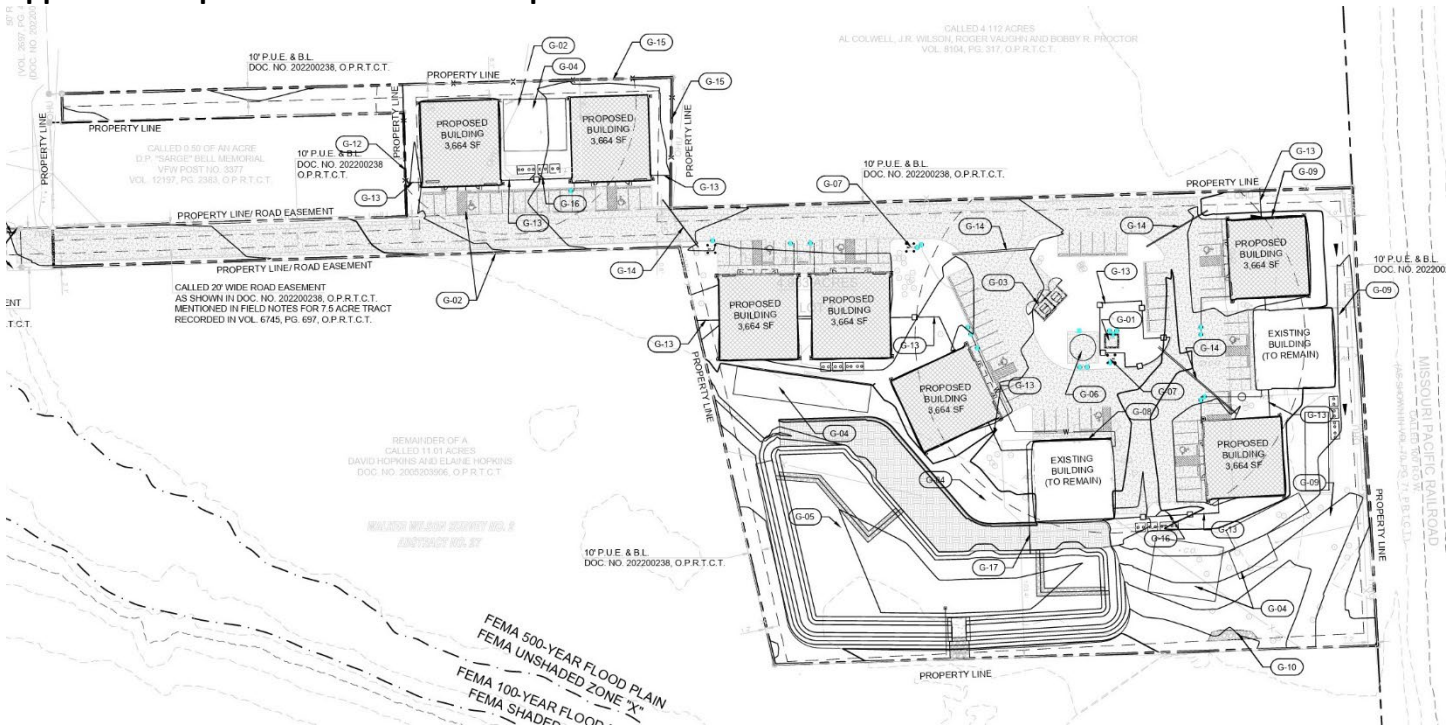 CALLED 4.112 ACRES
AL COLWELL, J.R. WILSON, ROGER VAUGHN AND BOBBY R. PROCTOR
VOL. 8104, PG. 317, O.P.R.T.C.T.
10' P.U.E. & B.L.
DOC. NO. 202200238, O.P.R.T.C.T.
PROPERTY LINE
G-02
G-04
G-15
G-15
PROPERTY LINE
PROPERTY LINE
PROPERTY LINE
PROPERTY LINE
PROPOSED
BUILDING
3,664 SF
PROPOSED
BUILDING
3,664 SF
CALLED 0.50 OF AN ACRE
D.P. "SARGE" BELL MEMORIAL
VFW POST NO. 3377
VOL. 12197, PG. 2383, O.P.R.T.C.T.
G-12
10' P.U.E. & B.L.
DOC. NO. 202200238
O.P.R.T.C.T.
G-13
G-13
G-16
G-13
PROPERTY LINE/ ROAD EASEMENT
PROPERTY LINE/ ROAD EASEMENT
CALLED 20' WIDE ROAD EASEMENT
AS SHOWN IN DOC. NO. 202200238, O.P.R.T.C.T.
MENTIONED IN FIELD NOTES FOR 7.5 ACRE TRACT
RECORDED IN VOL. 6745, PG. 697, O.P.R.T.C.T.
G-02
G-14
10' P.U.E. & B.L.
DOC. NO. 202200238, O.P.R.T.C.T.
G-07
G-14
PROPERTY LINE
G-13
G-09
G-14
PROPOSED
BUILDING
3,664 SF
10' P.U.E. & B.L.
G-09
G-03
G-13
G-01
PROPOSED
BUILDING
3,664 SF
PROPOSED
BUILDING
3,664 SF
G-13
G-13
EXISTING
BUILDING
(TO REMAIN)
G-14
G-06
G-07
G-08
PROPERTY LINE
PROPOSED
BUILDING
3,664 SF
G-13
G-04
G-13
PROPOSED
BUILDING
3,664 SF
EXISTING
BUILDING
(TO REMAIN)
G-04
G-09
G-05
REMAINDER OF A
CALLED 11.01 ACRES
DAVID HOPKINS AND ELAINE HOPKINS
G-16
G-13
G-17
10' P.U.E. & B.L.
DOC. NO. 202200238, O.P.R.T.C.T.
G-04
G-10
PROPERTY LINE
PROPERTY LINE
MISSOURI PACIFIC RAILROAD
FEMA 500-YEAR FLOOD PLAIN
FEMA UNSHADED ZONE "X"
FEMA 100-YEAR FLOOD